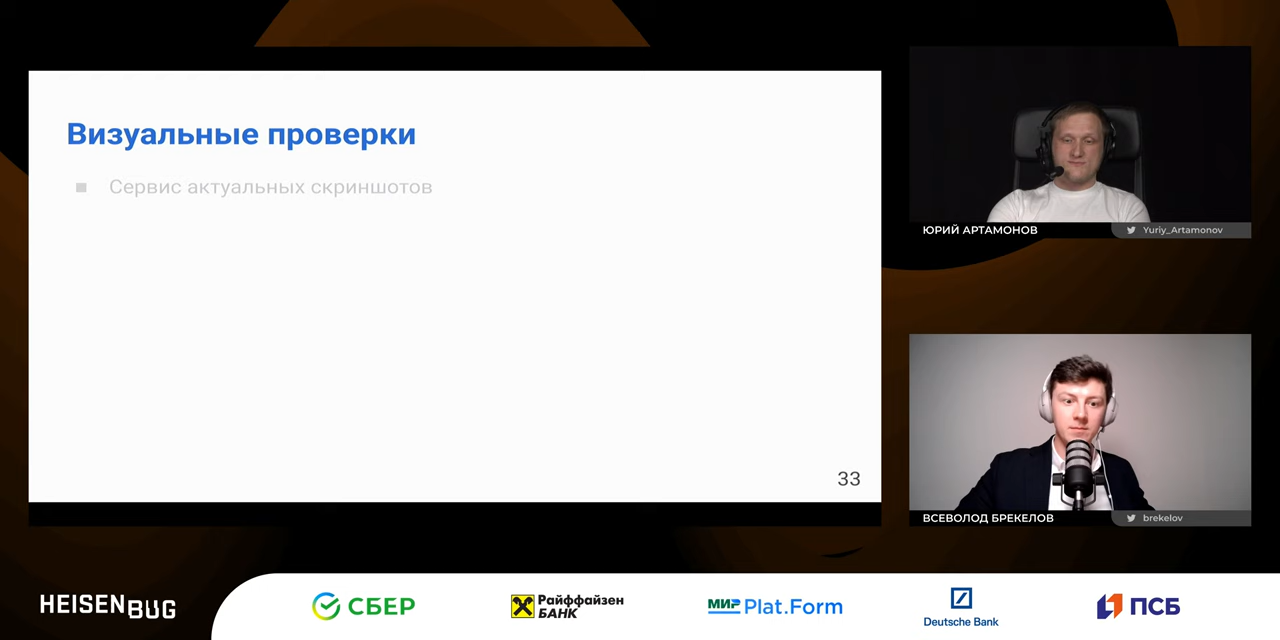 Визуальные проверки
Сервис актуальных скриншотов
33
ЮРИЙ АРТАМОНОВ
Yuriy_Artamonov
ВСЕВОЛОД БРЕКЕЛОВ
brekelov
HEISENBUG
СБЕР
Райффайзен
БАНК
МИР Plat.Form
Deutsche Bank
ПСБ